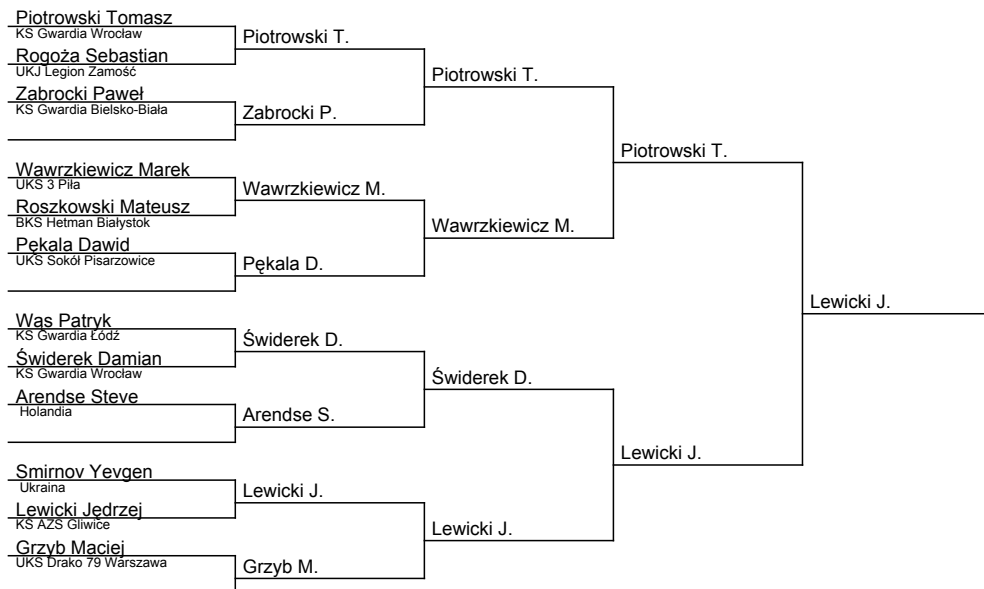 Piotrowski Tomasz
KS Gwardia Wrocław
Rogoża Sebastian
UKJ Legion Zamość
Zabrocki Paweł
KS Gwardia Bielsko-Biała
Wawrzkiewicz Marek
UKS 3 Piła
Roszkowski Mateusz
BKS Hetman Białystok
Pękala Dawid
UKS Sokół Pisarzowice
Wąs Patryk
KS Gwardia Łódź
Świderek Damian
KS Gwardia Wrocław
Arendse Steve
Holandia
Smirnov Yevgen
Ukraina
Lewicki Jędrzej
KS AZS Gliwice
Grzyb Maciej
UKS Drako 79 Warszawa
Piotrowski T.
Zabrocki P.
Wawrzkiewicz M.
Pękala D.
Świderek D.
Arendse S.
Lewicki J.
Grzyb M.
Piotrowski T.
Wawrzkiewicz M.
Świderek D.
Lewicki J.
Piotrowski T.
Lewicki J.
Lewicki J.